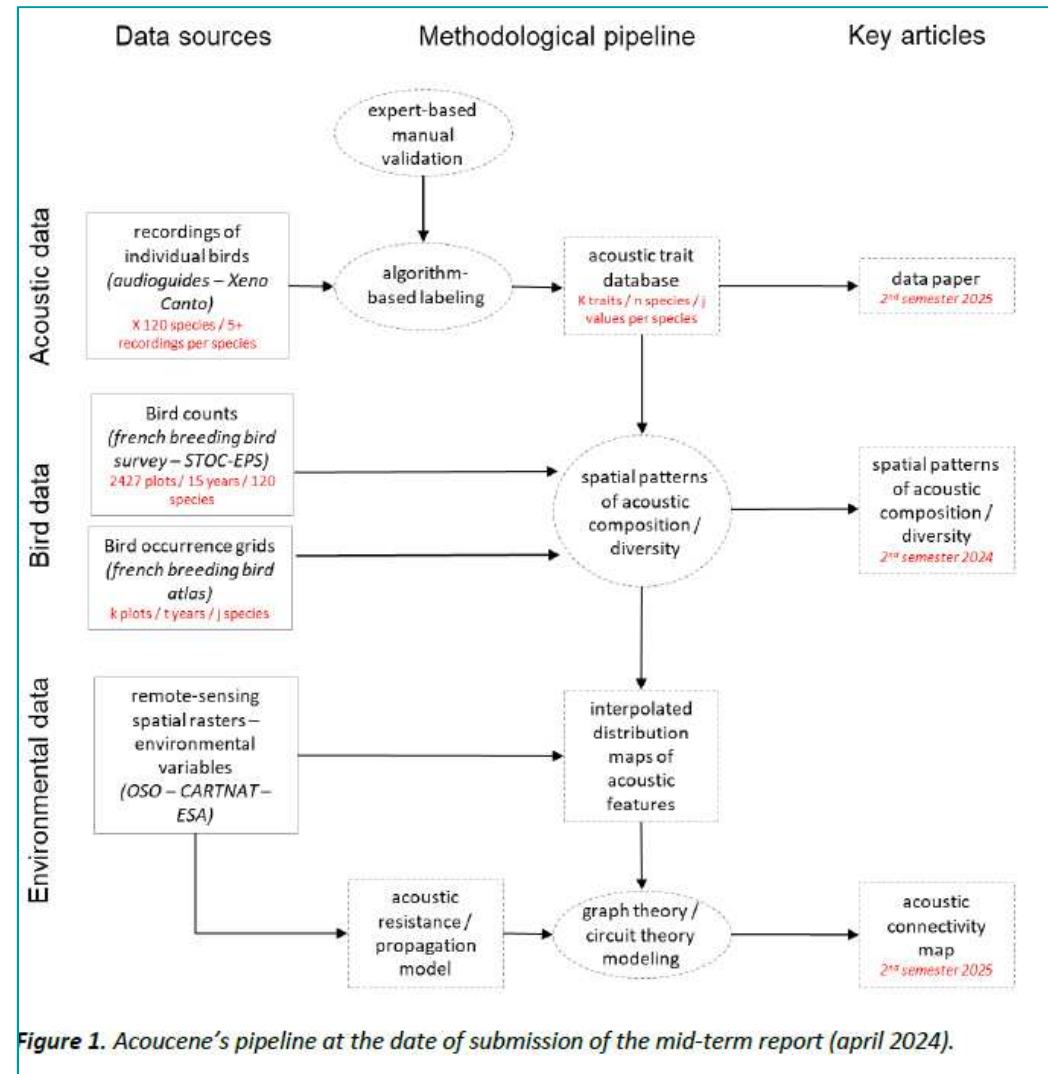 Data sources
Methodological pipeline
Key articles
Acoustic data
expert-based
manual
validation
recordings of
individual birds
(audioguides – Xeno
Canto)
X 120 species / 5+
recordings per species
algorithm-
based labeling
acoustic trait
database
K traits / n species / j
values per species
data paper
2nd semester 2025
Bird data
Bird counts
(french breeding bird
survey – STOC-EPS)
2427 plots / 15 years / 120
species
Bird occurrence grids
(french breeding bird
atlas)
k plots / t years / j species
spatial patterns
of acoustic
composition /
diversity
spatial patterns
of acoustic
composition /
diversity
2nd semester 2024
Environmental data
remote-sensing
spatial rasters –
environmental
variables
(OSO – CARTNAT –
ESA)
interpolated
distribution
maps of
acoustic
features
acoustic
resistance /
propagation
model
graph theory /
circuit theory
modeling
acoustic
connectivity
map
2nd semester 2025
Figure 1. Acoucene's pipeline at the date of submission of the mid-term report (april 2024).